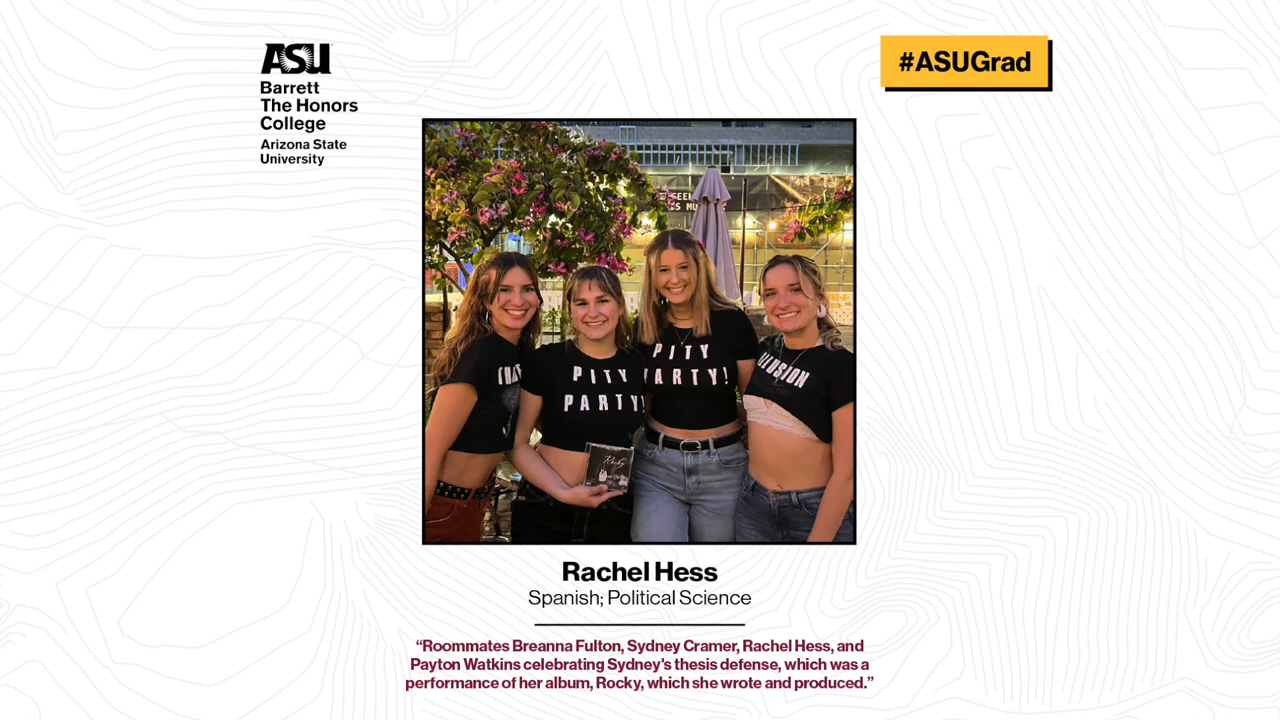 ASU
Barrett
The Honors
College
Arizona State
University
#ASUGrad
PITY
PARTY!
PITY
PARTY!
ILLUSION
Rocky
Rachel Hess
Spanish; Political Science
“Roommates Breanna Fulton, Sydney Cramer, Rachel Hess, and
Payton Watkins celebrating Sydney's thesis defense, which was a
performance of her album, Rocky, which she wrote and produced.”